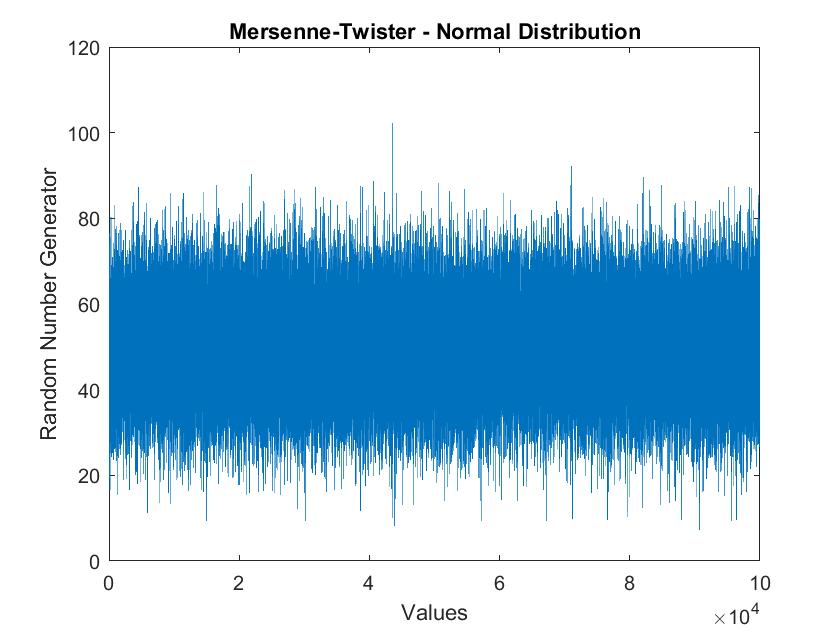 Mersenne-Twister - Normal Distribution
120
100
80
60
40
20
0
Random Number Generator
0 2 4 6 8 10
×10^4
Values